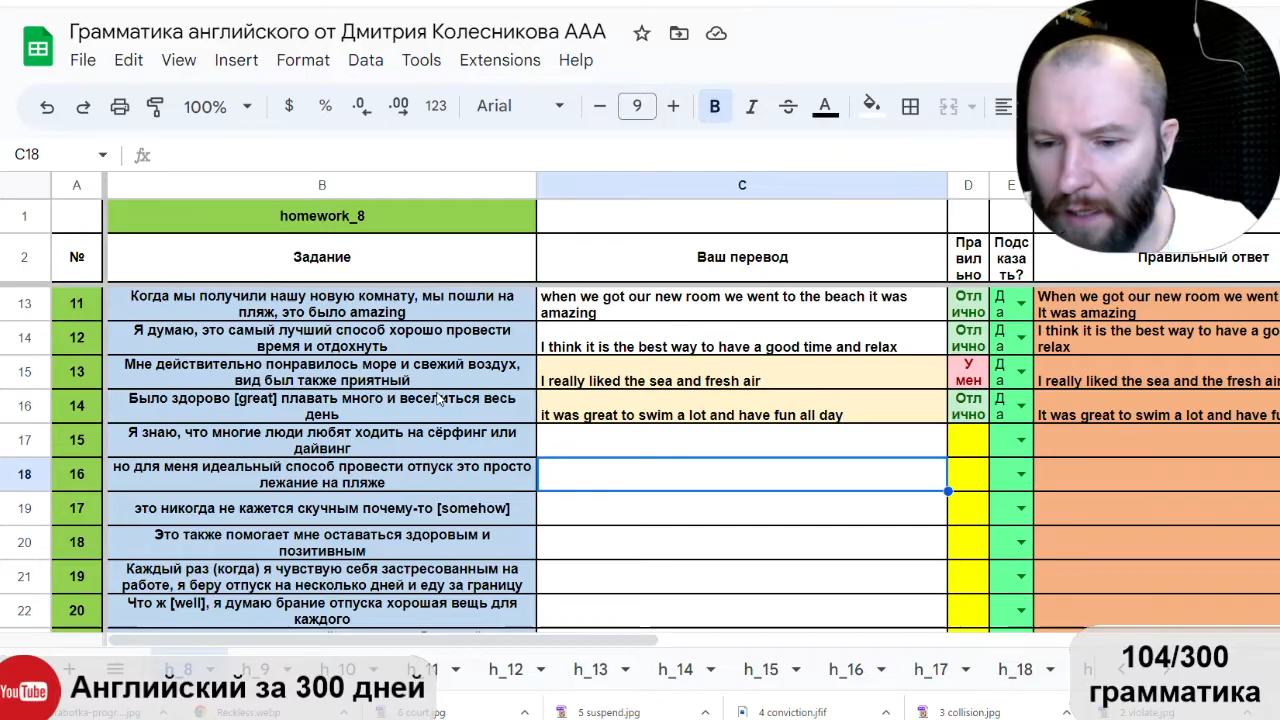 Грамматика английского от Дмитрия Колесникова AAA
File Edit View Insert Format Data Tools Extensions Help
100% $ % .0 .00 123 Arial 9 B I A
C18 fx
A B C D E
1 homework_8
2 № Задание Ваш перевод Пра вил ьно Подс каза ть? Правильный ответ
13 11 Когда мы получили нашу новую комнату, мы пошли на пляж, это было amazing when we got our new room we went to the beach it was amazing Отл ично Д а When we got our new room we went It was amazing
14 12 Я думаю, это самый лучший способ хорошо провести время и отдохнуть I think it is the best way to have a good time and relax Отл ично Д а I think it is the best way to have a go relax
15 13 Мне действительно понравилось море и свежий воздух, вид был также приятный I really liked the sea and fresh air У мен Д а I really liked the sea and the fresh air
16 14 Было здорово [great] плавать много и веселиться весь день it was great to swim a lot and have fun all day Отл ично Д а It was great to swim a lot and have fu
17 15 Я знаю, что многие люди любят ходить на сёрфинг или дайвинг
18 16 но для меня идеальный способ провести отпуск это просто лежание на пляже
19 17 это никогда не кажется скучным почему-то [somehow]
20 18 Это также помогает мне оставаться здоровым и позитивным
21 19 Каждый раз (когда) я чувствую себя застресованным на работе, я беру отпуск на несколько дней и еду за границу
22 20 Что ж [well], я думаю брание отпуска хорошая вещь для каждого
h_8 h_9 h_10 h_11 h_12 h_13 h_14 h_15 h_16 h_17 h_18
YouTube Английский за 300 дней
104/300
грамматика
Reckless.webp 6 court.jpg 5 suspend.jpg 4 conviction.jfif 3 collision.jpg 2 violate.jpg